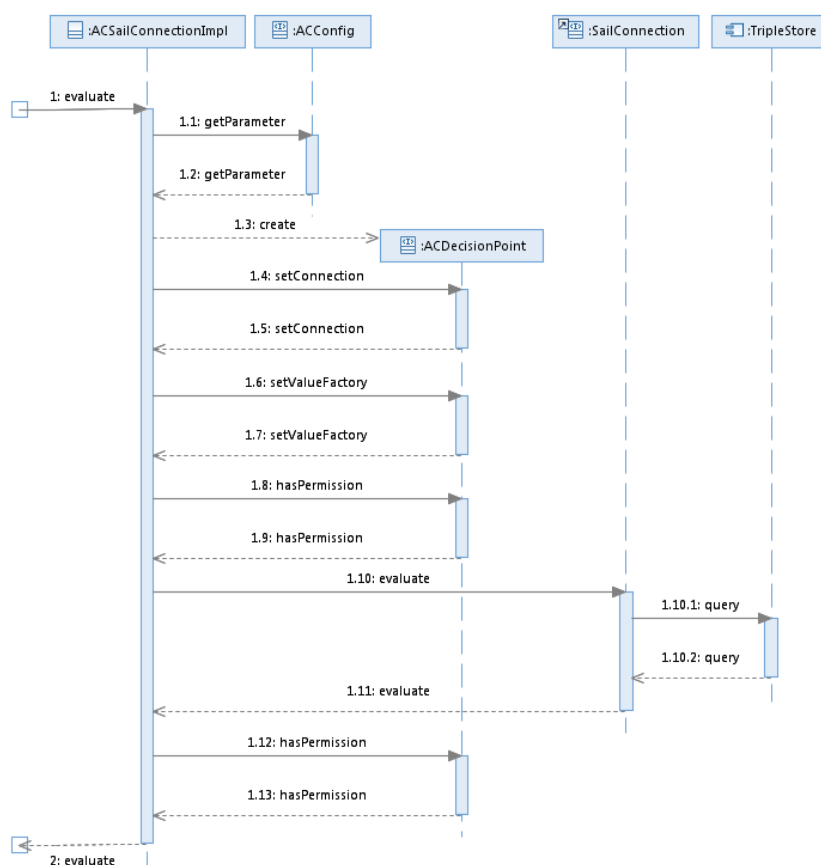 :ACSailConnectionImpl
:ACConfig
:SailConnection
:TripleStore
1: evaluate
1.1: getParameter
1.2: getParameter
1.3: create
:ACDecisionPoint
1.4: setConnection
1.5: setConnection
1.6: setValueFactory
1.7: setValueFactory
1.8: hasPermission
1.9: hasPermission
1.10: evaluate
1.10.1: query
1.10.2: query
1.11: evaluate
1.12: hasPermission
1.13: hasPermission
2: evaluate